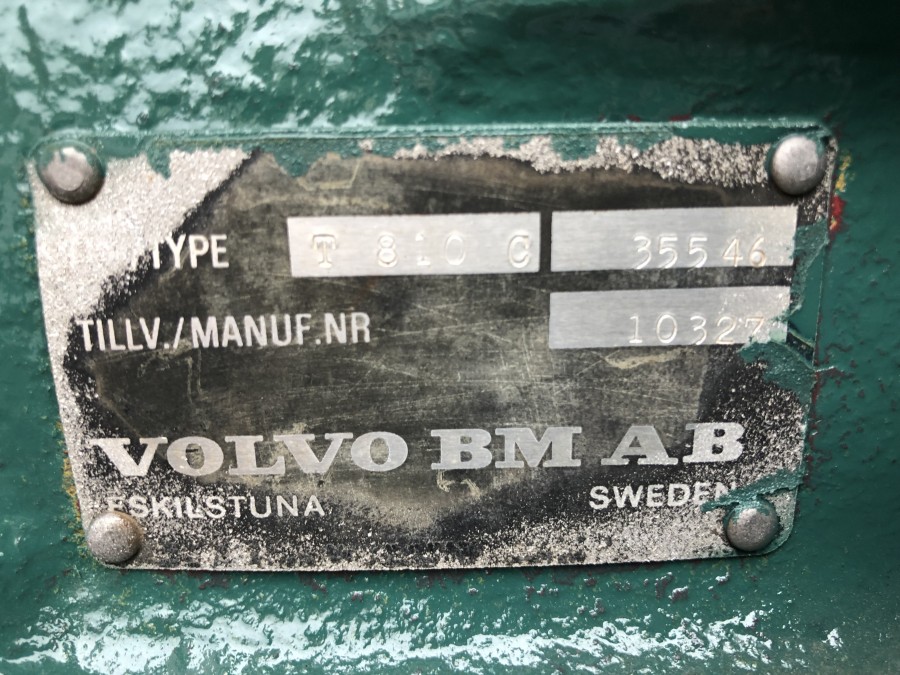 TYPE T 810 C 35546
TILLV./MANUF.NR 10327
VOLVO BM AB
ESKILSTUNA SWEDEN